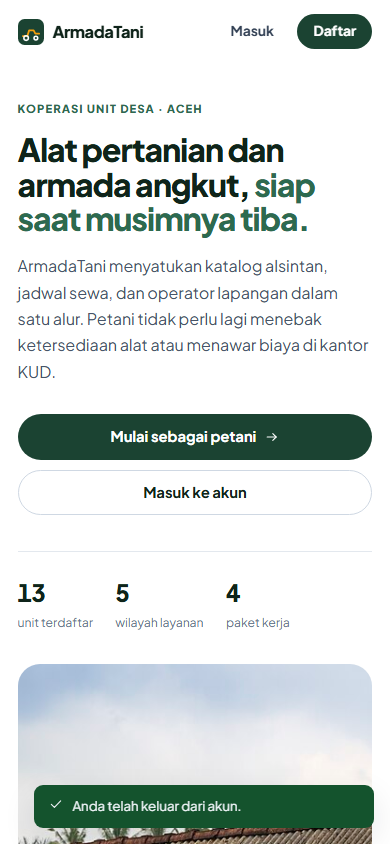 ArmadaTani
Masuk
Daftar
KOPERASI UNIT DESA · ACEH
Alat pertanian dan
armada angkut, siap
saat musimnya tiba.
ArmadaTani menyatukan katalog alsintan,
jadwal sewa, dan operator lapangan dalam
satu alur. Petani tidak perlu lagi menebak
ketersediaan alat atau menawar biaya di kantor
KUD.
Mulai sebagai petani →
Masuk ke akun
13
unit terdaftar
5
wilayah layanan
4
paket kerja
Anda telah keluar dari akun.